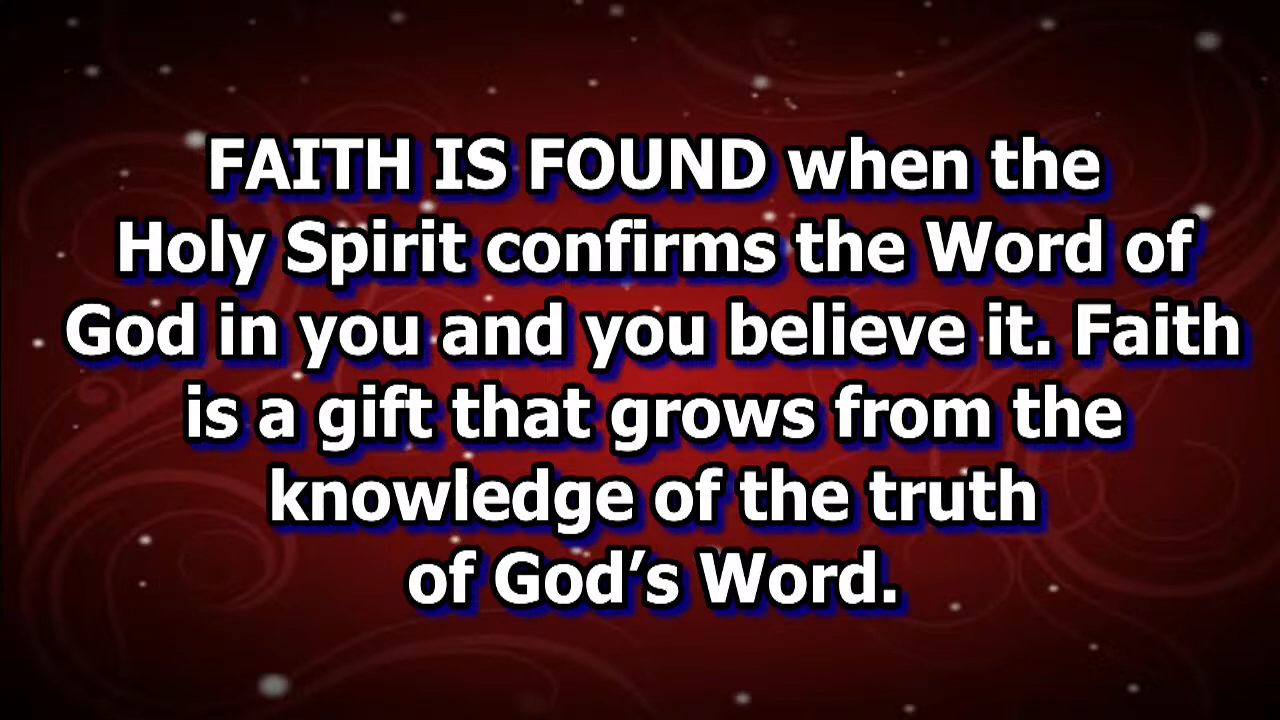 FAITH IS FOUND when the
Holy Spirit confirms the Word of
God in you and you believe it. Faith
is a gift that grows from the
knowledge of the truth
of God’s Word.